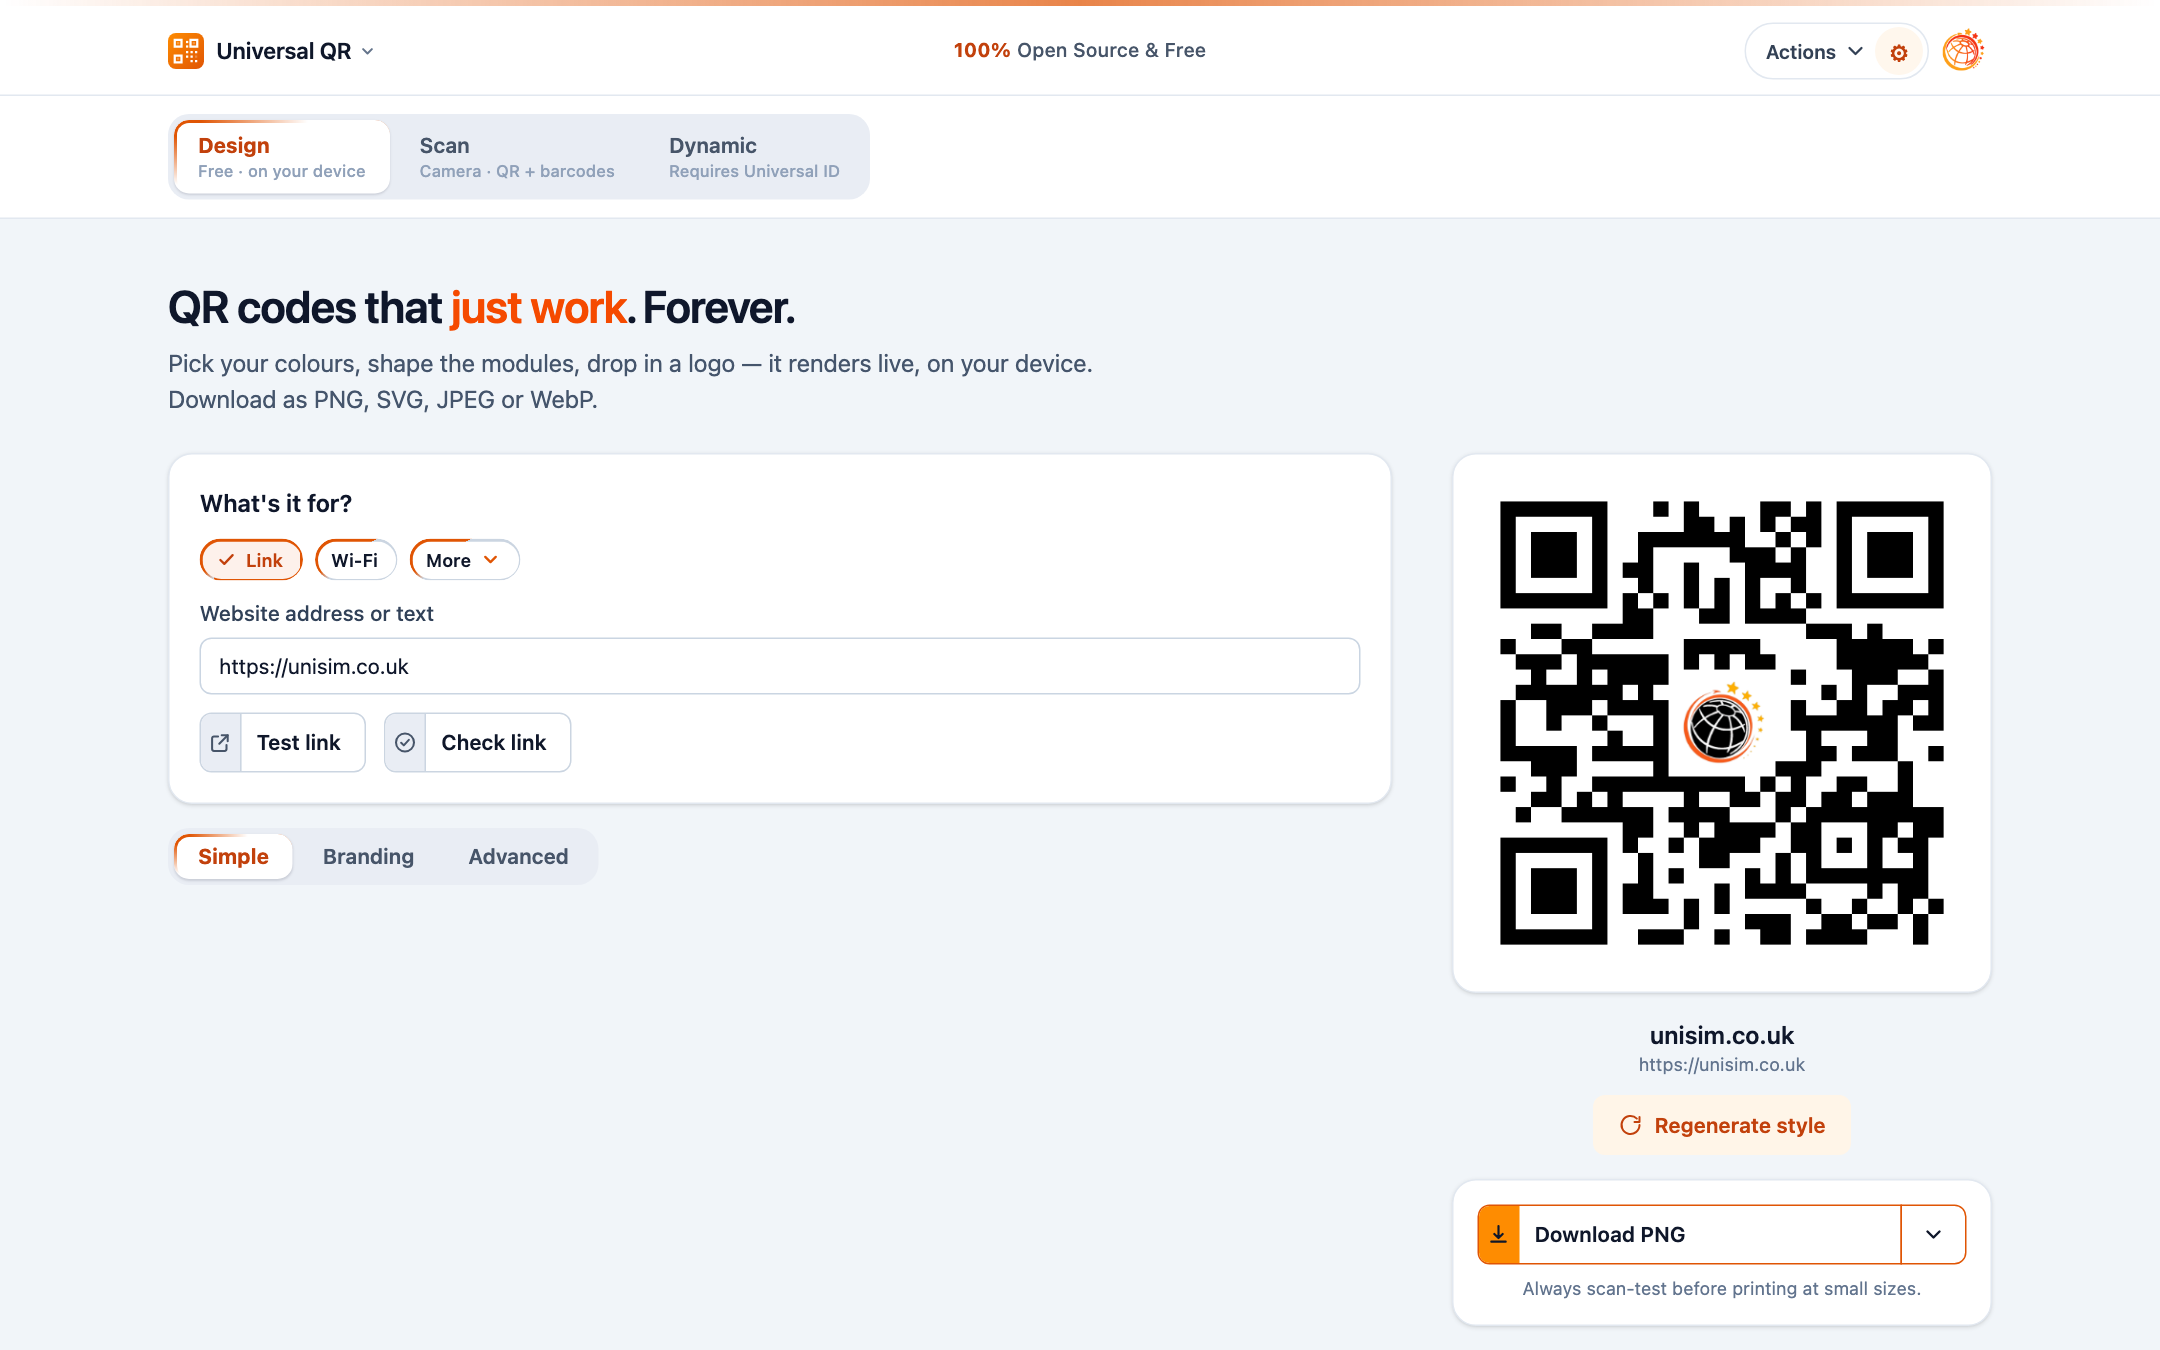 Universal QR
100% Open Source & Free
Actions
Design
Free · on your device
Scan
Camera · QR + barcodes
Dynamic
Requires Universal ID
QR codes that just work. Forever.
Pick your colours, shape the modules, drop in a logo — it renders live, on your device.
Download as PNG, SVG, JPEG or WebP.
What's it for?
Link
Wi-Fi
More
Website address or text
https://unisim.co.uk
Test link
Check link
Simple
Branding
Advanced
unisim.co.uk
https://unisim.co.uk
Regenerate style
Download PNG
Always scan-test before printing at small sizes.